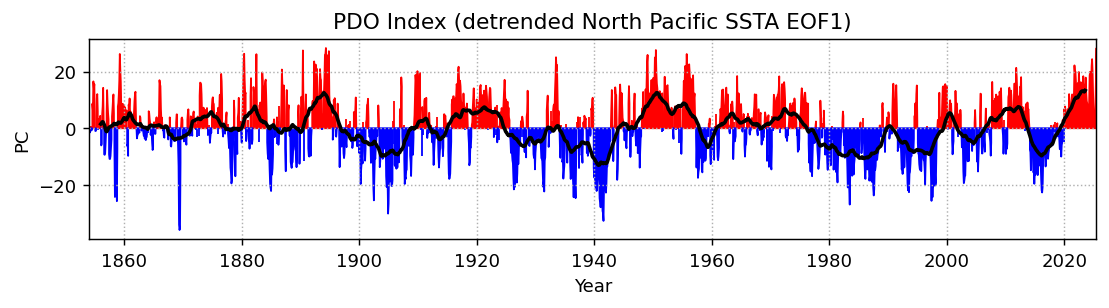 PDO Index (detrended North Pacific SSTA EOF1)
20
0
−20
PC
1860 1880 1900 1920 1940 1960 1980 2000 2020
Year